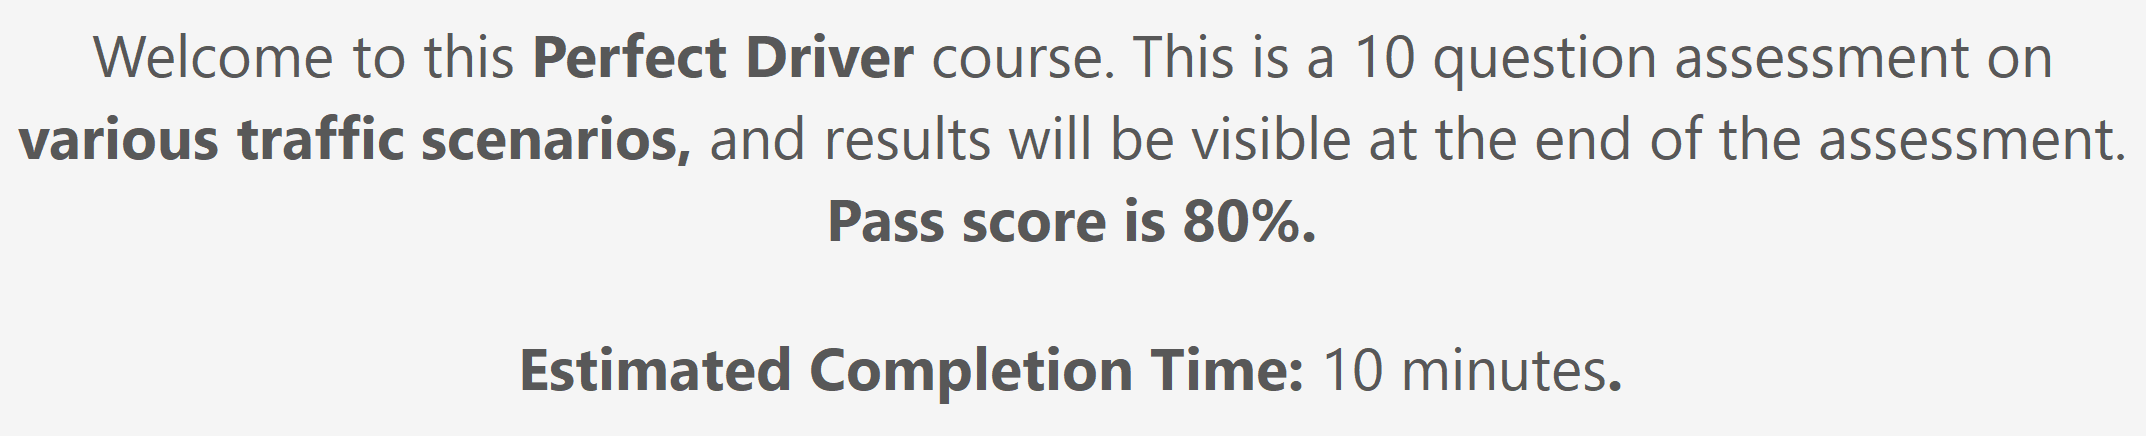 Welcome to this Perfect Driver course. This is a 10 question assessment on
various traffic scenarios, and results will be visible at the end of the assessment.
Pass score is 80%.
Estimated Completion Time: 10 minutes.